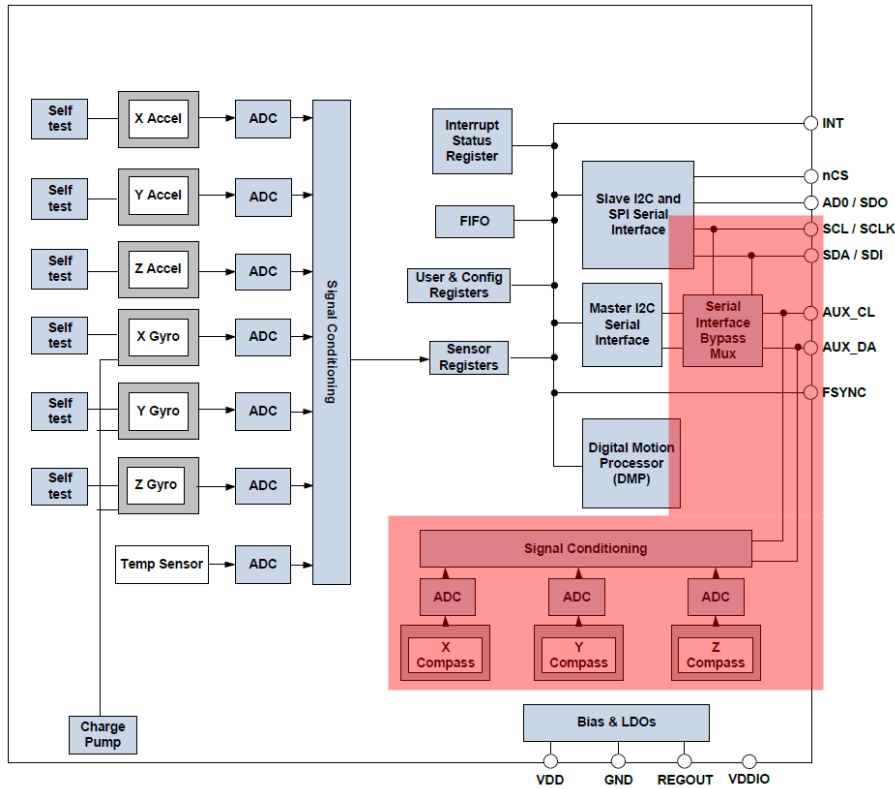 Self
test
X Accel
ADC
Self
test
Y Accel
ADC
Self
test
Z Accel
ADC
Self
test
X Gyro
ADC
Self
test
Y Gyro
ADC
Self
test
Z Gyro
ADC
Temp Sensor
ADC
Charge
Pump
Signal Conditioning
Interrupt
Status
Register
FIFO
User & Config
Registers
Sensor
Registers
Slave I2C and
SPI Serial
Interface
Master I2C
Serial
Interface
Serial
Interface
Bypass
Mux
Digital Motion
Processor
(DMP)
INT
nCS
AD0 / SDO
SCL / SCLK
SDA / SDI
AUX_CL
AUX_DA
FSYNC
Signal Conditioning
ADC
ADC
ADC
X
Compass
Y
Compass
Z
Compass
Bias & LDOs
VDD
GND
REGOUT
VDDIO